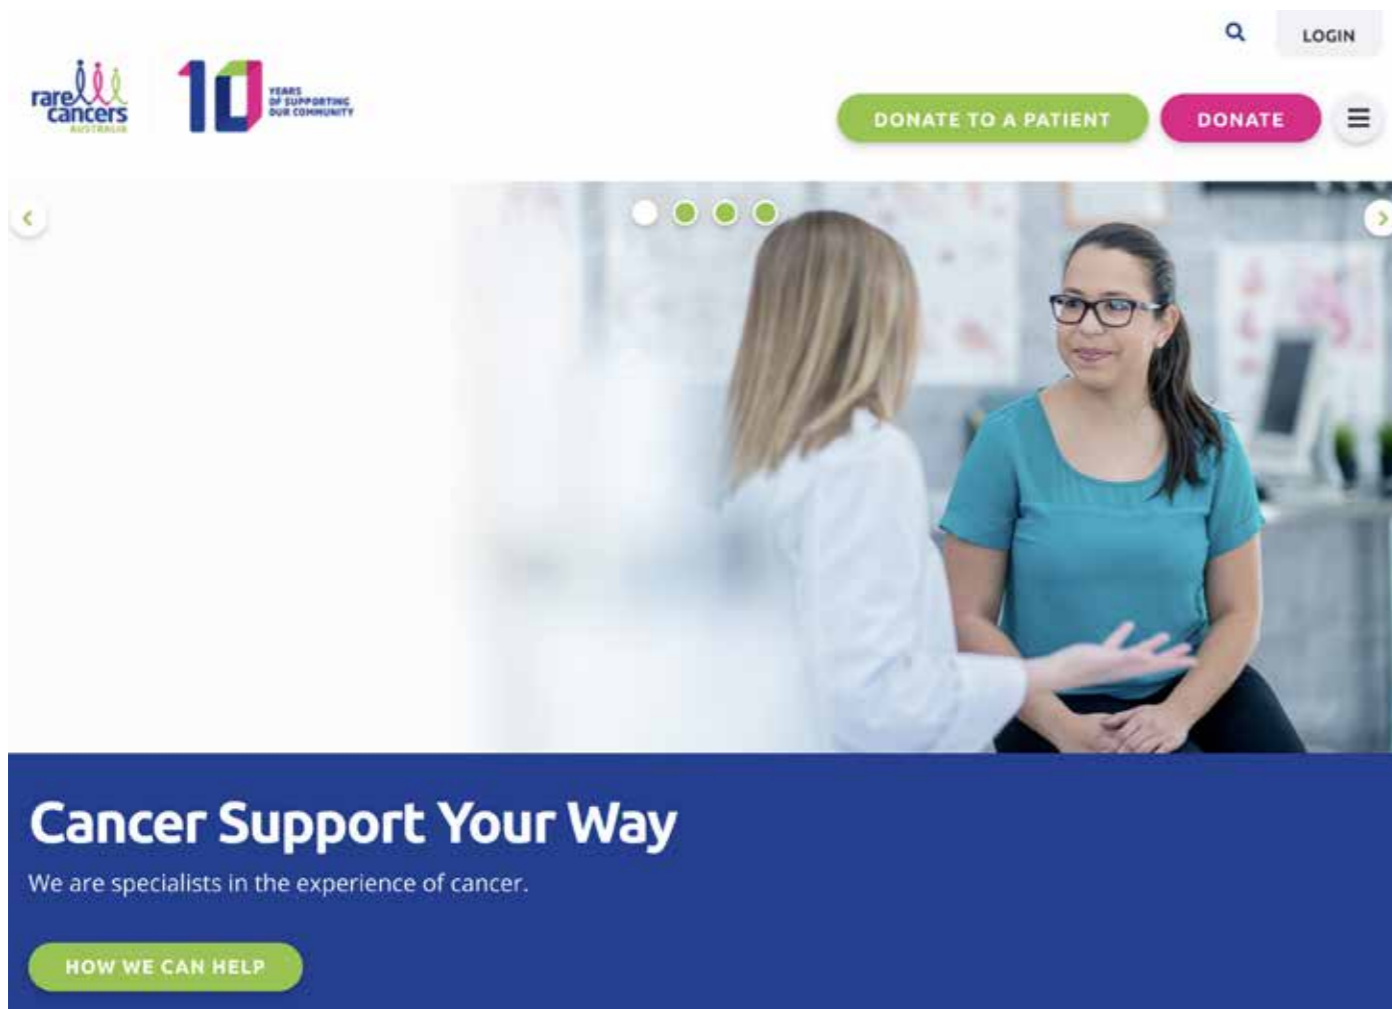 LOGIN
rare
cancers
AUSTRALIA
10
YEARS
OF SUPPORTING
OUR COMMUNITY
DONATE TO A PATIENT
DONATE
Cancer Support Your Way
We are specialists in the experience of cancer.
HOW WE CAN HELP